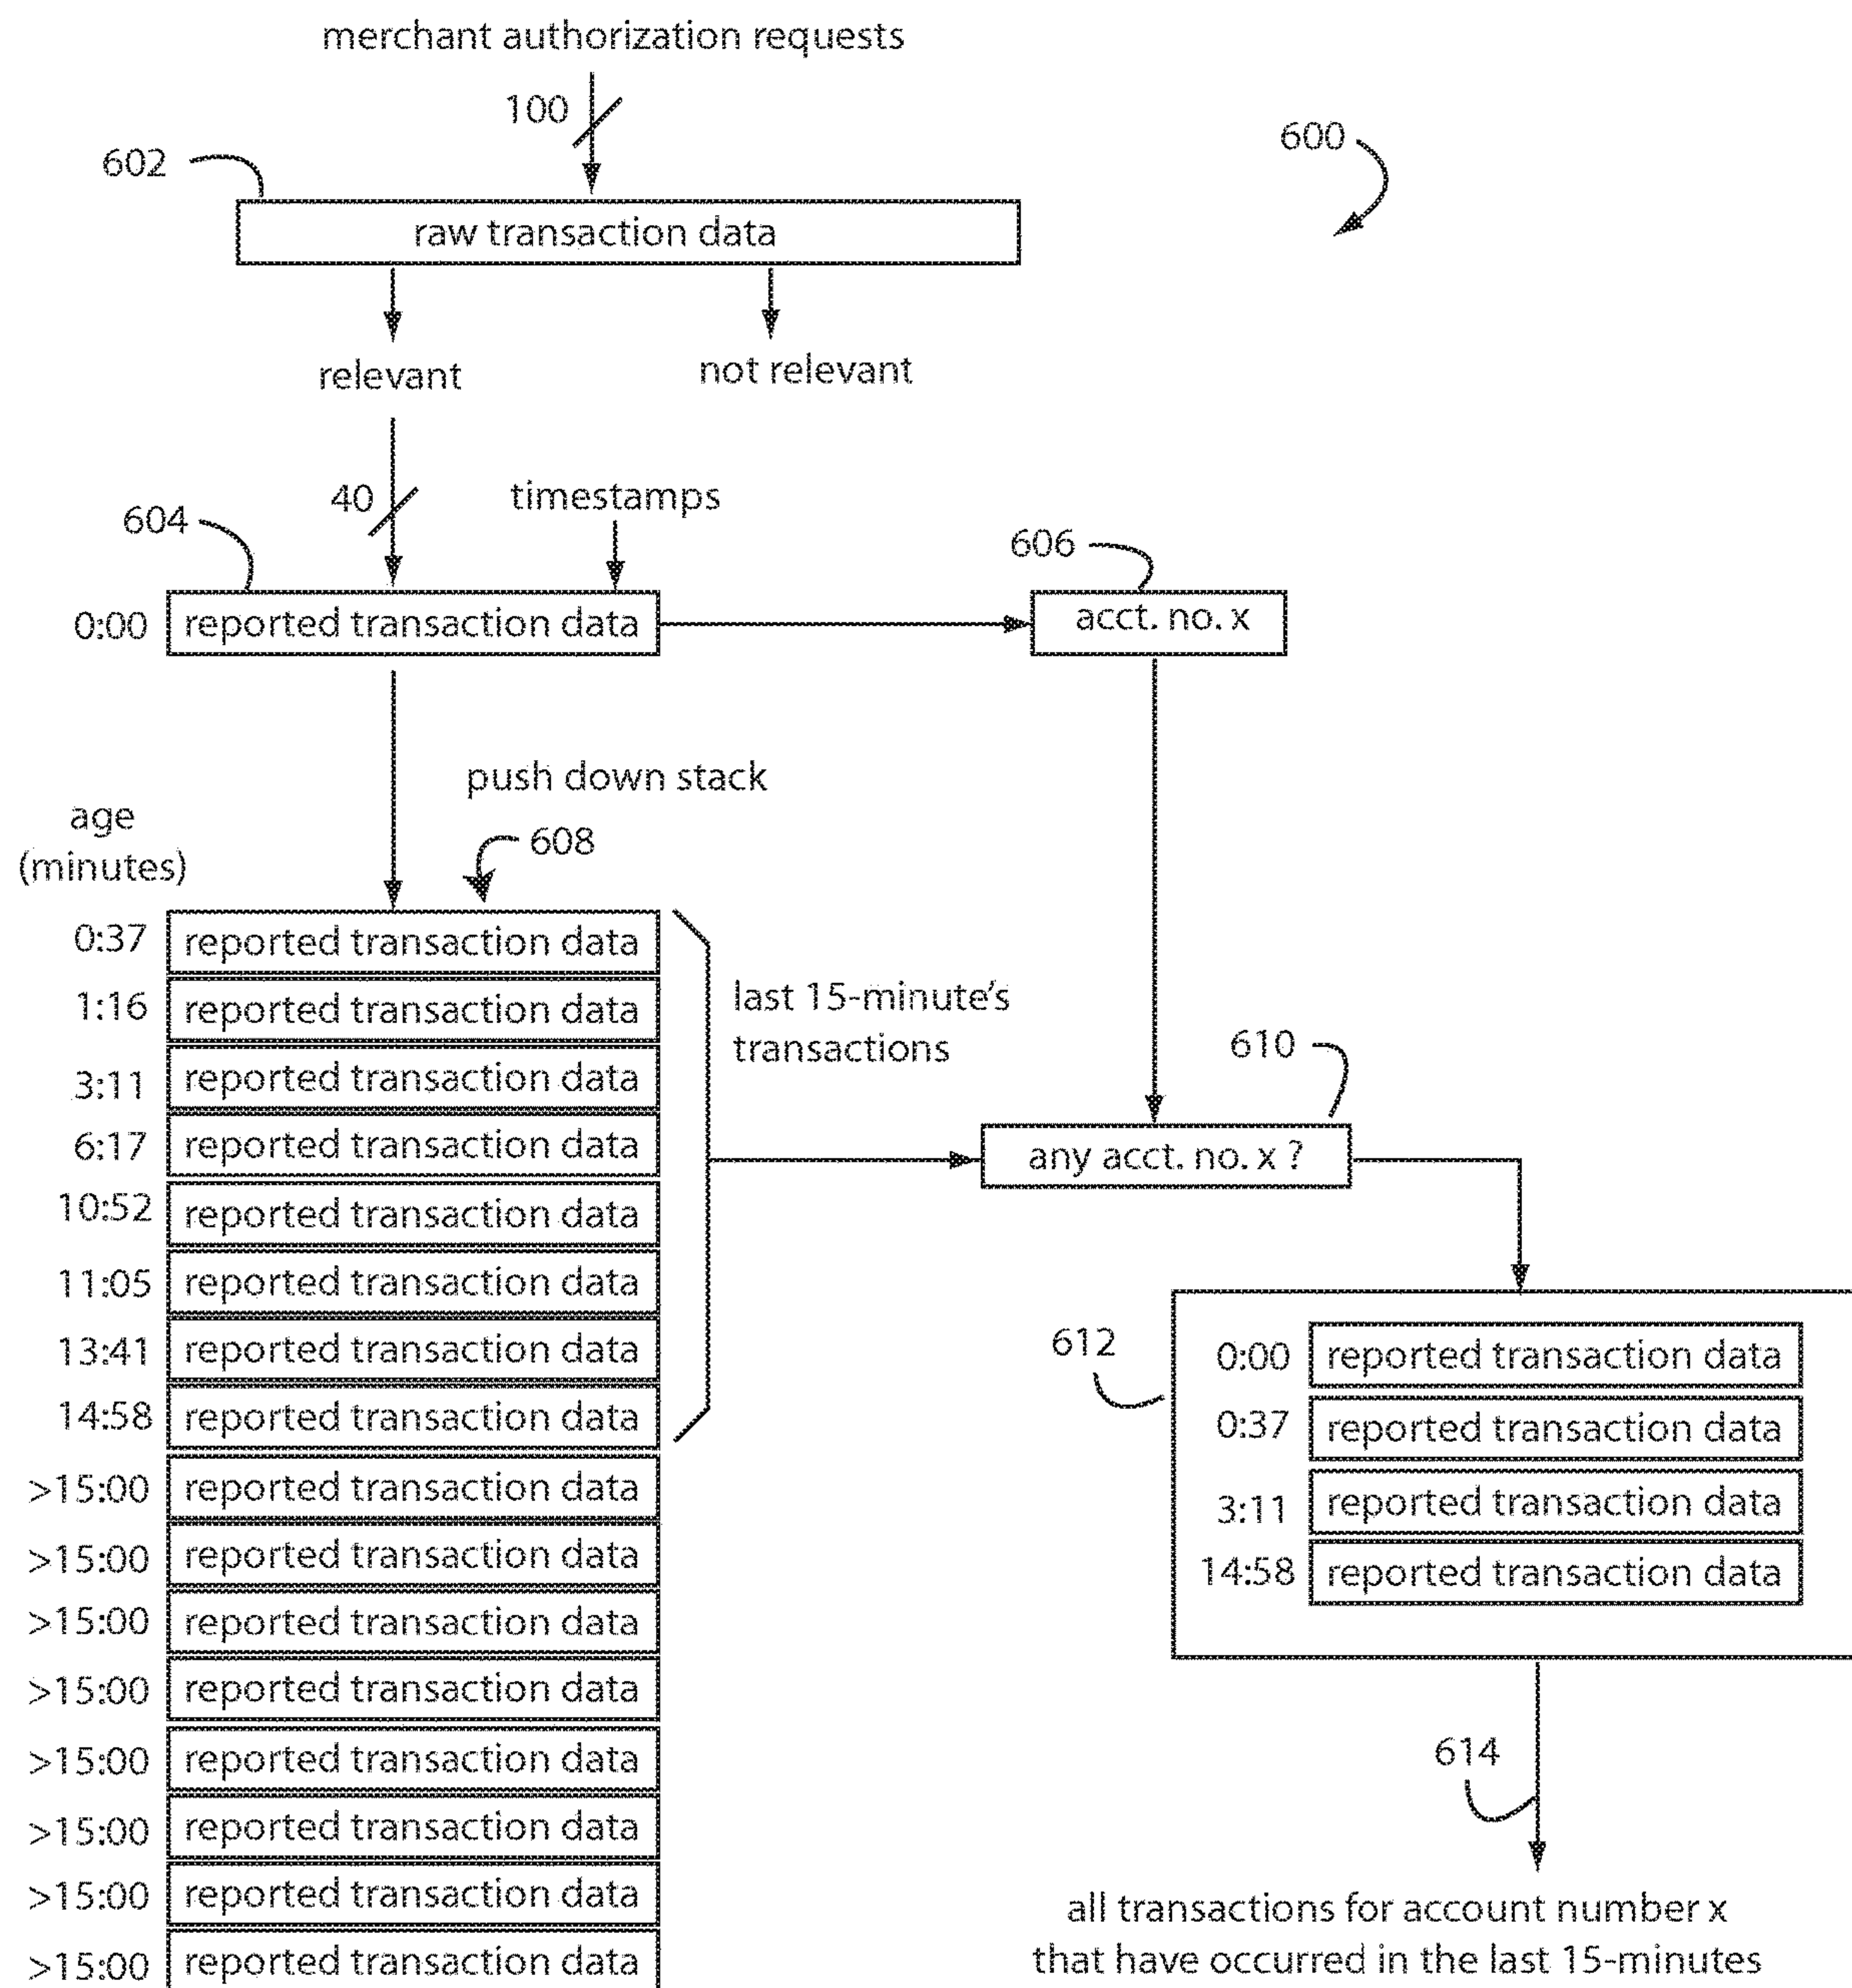 merchant authorization requests
100
600
602
raw transaction data
relevant
not relevant
40
timestamps
604
606
0:00 reported transaction data
acct. no. x
push down stack
age
(minutes)
608
0:37 reported transaction data
1:16 reported transaction data
3:11 reported transaction data
6:17 reported transaction data
10:52 reported transaction data
11:05 reported transaction data
13:41 reported transaction data
14:58 reported transaction data
>15:00 reported transaction data
>15:00 reported transaction data
>15:00 reported transaction data
>15:00 reported transaction data
>15:00 reported transaction data
>15:00 reported transaction data
>15:00 reported transaction data
>15:00 reported transaction data
last 15-minute's
transactions
610
any acct. no. x ?
612
0:00 reported transaction data
0:37 reported transaction data
3:11 reported transaction data
14:58 reported transaction data
614
all transactions for account number x
that have occurred in the last 15-minutes